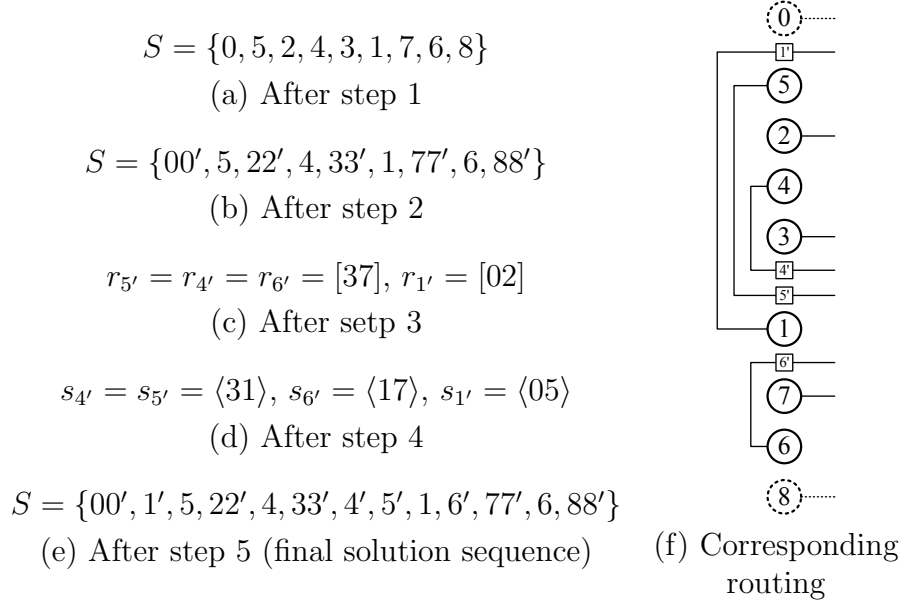 S = {0, 5, 2, 4, 3, 1, 7, 6, 8}
(a) After step 1
S = {00′, 5, 22′, 4, 33′, 1, 77′, 6, 88′}
(b) After step 2
r5′ = r4′ = r6′ = [37], r1′ = [02]
(c) After setp 3
s4′ = s5′ = ⟨31⟩, s6′ = ⟨17⟩, s1′ = ⟨05⟩
(d) After step 4
S = {00′, 1′, 5, 22′, 4, 33′, 4′, 5′, 1, 6′, 77′, 6, 88′}
(e) After step 5 (final solution sequence)
0
1'
5
2
4
3
4'
5'
1
6'
7
6
8
(f) Corresponding
routing